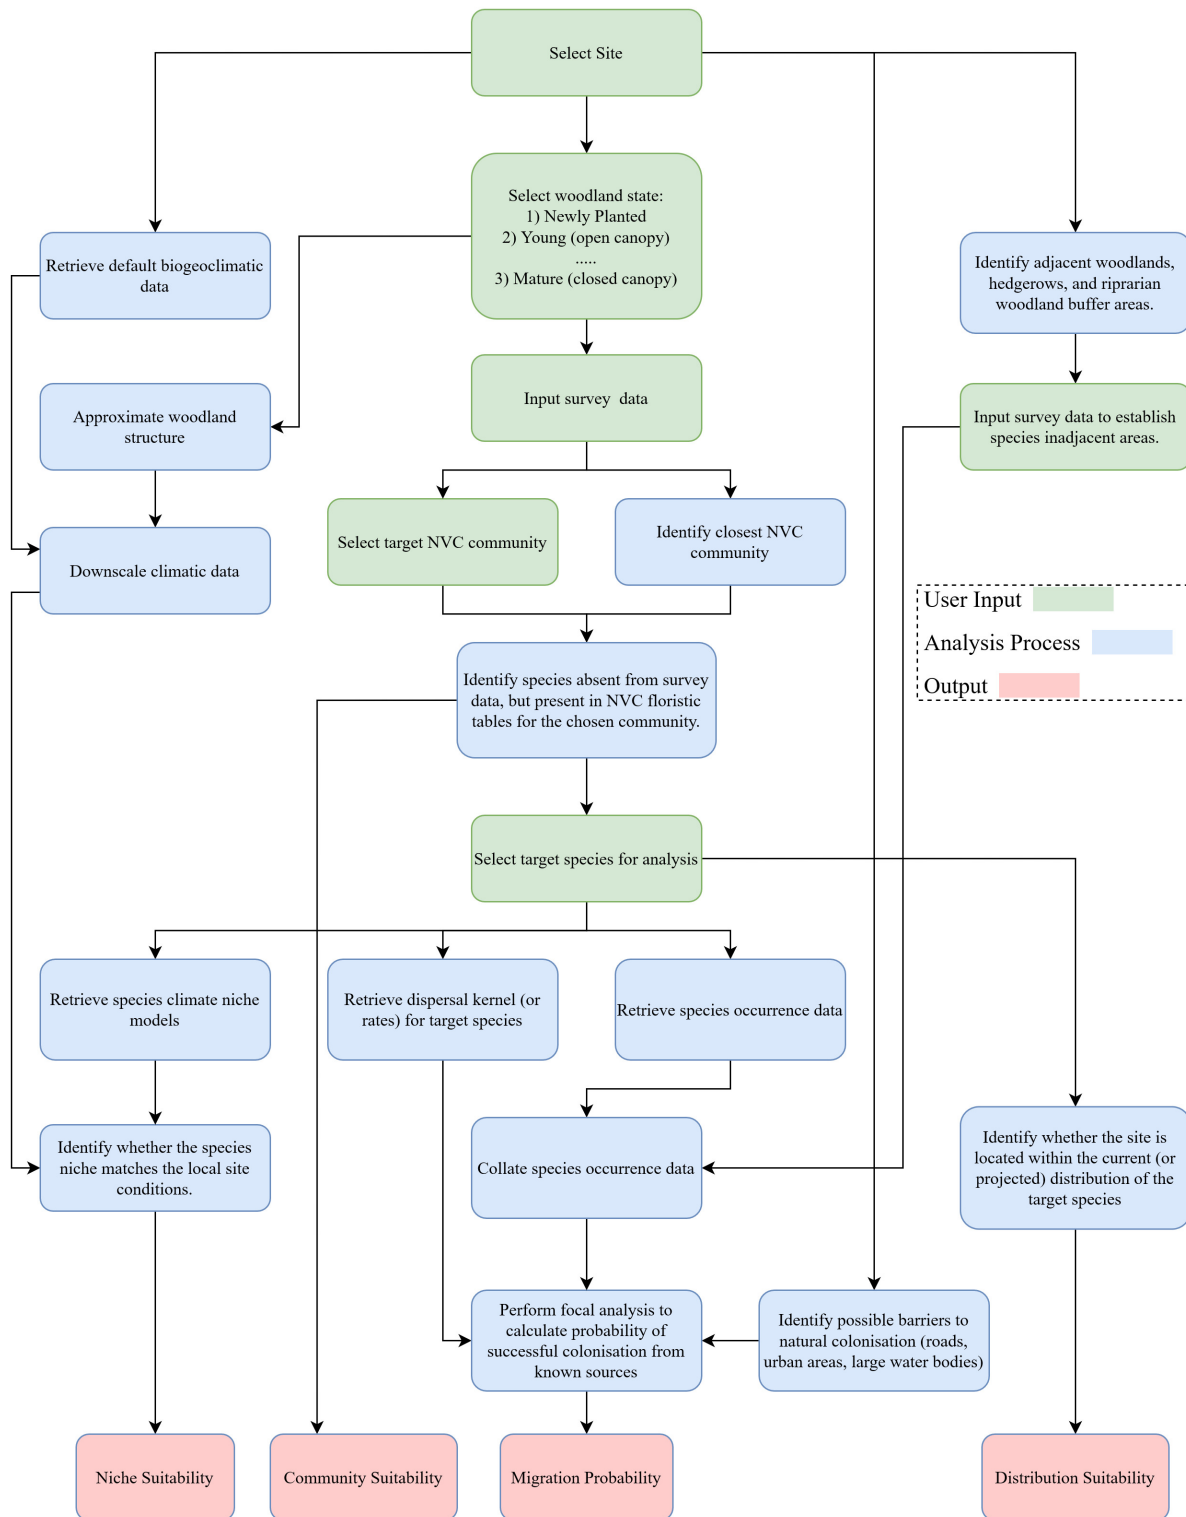 Select Site
Select woodland state:
1) Newly Planted
2) Young (open canopy)
.....
3) Mature (closed canopy)
Retrieve default biogeoclimatic
data
Identify adjacent woodlands,
hedgerows, and riprarian
woodland buffer areas.
Approximate woodland
structure
Input survey  data
Input survey data to establish
species inadjacent areas.
Downscale climatic data
Select target NVC community
Identify closest NVC
community
User Input
Analysis Process
Output
Identify species absent from survey
data, but present in NVC floristic
tables for the chosen community.
Select target species for analysis
Retrieve species climate niche
models
Retrieve dispersal kernel (or
rates) for target species
Retrieve species occurrence data
Identify whether the species
niche matches the local site
conditions.
Collate species occurrence data
Identify whether the site is
located within the current (or
projected) distribution of the
target species
Perform focal analysis to
calculate probability of
successful colonisation from
known sources
Identify possible barriers to
natural colonisation (roads,
urban areas, large water bodies)
Niche Suitability
Community Suitability
Migration Probability
Distribution Suitability